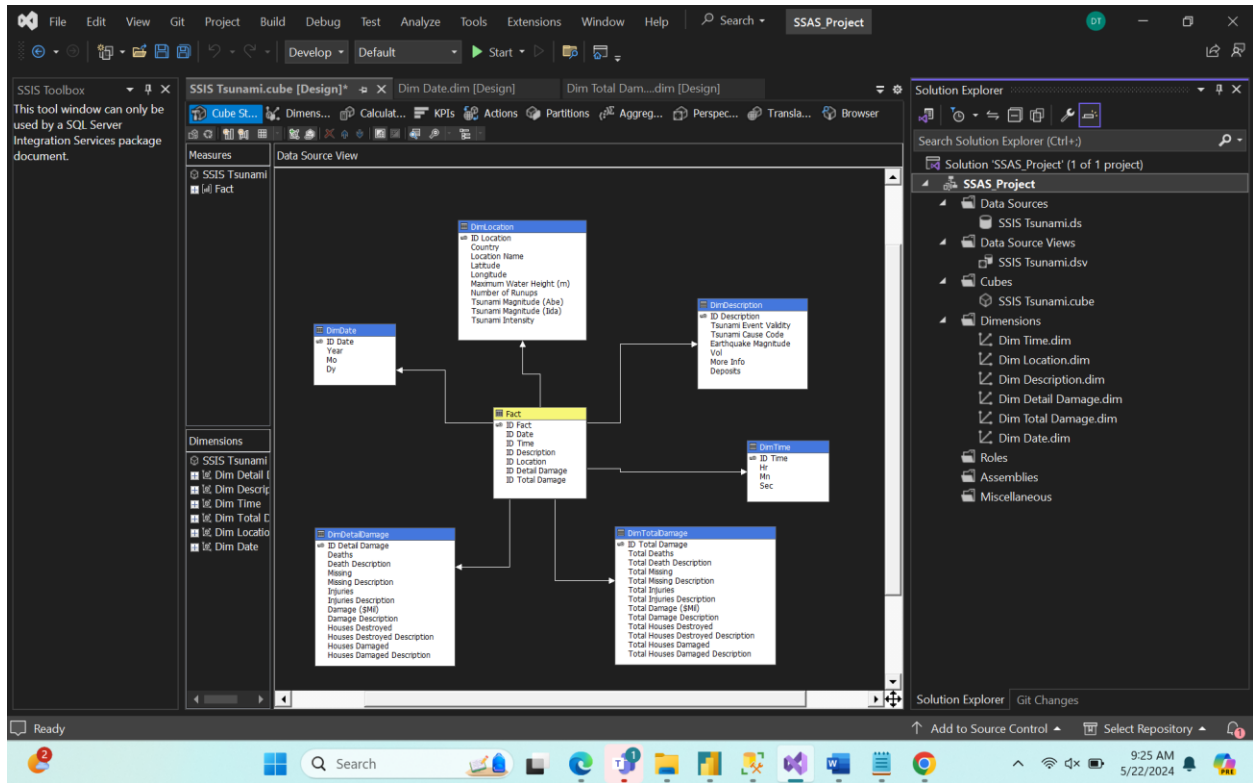 File Edit View Git Project Build Debug Test Analyze Tools Extensions Window Help Search SSAS_Project DT
Develop Default Start
SSIS Toolbox
This tool window can only be
used by a SQL Server
Integration Services package
document.
SSIS Tsunami.cube [Design]* Dim Date.dim [Design] Dim Total Dam....dim [Design]
Cube St... Dimens... Calculat... KPIs Actions Partitions Aggreg... Perspec... Transla... Browser
Measures
SSIS Tsunami
Fact
Dimensions
SSIS Tsunami
Dim Detail
Dim Descrip
Dim Time
Dim Total D
Dim Locatio
Dim Date
Data Source View
DimLocation
ID Location
Country
Location Name
Latitude
Longitude
Maximum Water Height (m)
Number of Runups
Tsunami Magnitude (Abe)
Tsunami Magnitude (Iida)
Tsunami Intensity
DimDescription
ID Description
Tsunami Event Validity
Tsunami Cause Code
Earthquake Magnitude
Vol
More Info
Deposits
DimDate
ID Date
Year
Mo
Dy
Fact
ID Fact
ID Date
ID Time
ID Description
ID Location
ID Detail Damage
ID Total Damage
DimTime
ID Time
Hr
Mn
Sec
DimDetailDamage
ID Detail Damage
Deaths
Death Description
Missing
Missing Description
Injuries
Injuries Description
Damage ($Mil)
Damage Description
Houses Destroyed
Houses Destroyed Description
Houses Damaged
Houses Damaged Description
DimTotalDamage
ID Total Damage
Total Deaths
Total Death Description
Total Missing
Total Missing Description
Total Injuries
Total Injuries Description
Total Damage ($Mil)
Total Damage Description
Total Houses Destroyed
Total Houses Destroyed Description
Total Houses Damaged
Total Houses Damaged Description
Solution Explorer
Search Solution Explorer (Ctrl+;)
Solution 'SSAS_Project' (1 of 1 project)
SSAS_Project
Data Sources
SSIS Tsunami.ds
Data Source Views
SSIS Tsunami.dsv
Cubes
SSIS Tsunami.cube
Dimensions
Dim Time.dim
Dim Location.dim
Dim Description.dim
Dim Detail Damage.dim
Dim Total Damage.dim
Dim Date.dim
Roles
Assemblies
Miscellaneous
Solution Explorer Git Changes
Ready Add to Source Control Select Repository 1
2 Search 1 9:25 AM
5/22/2024 PRE